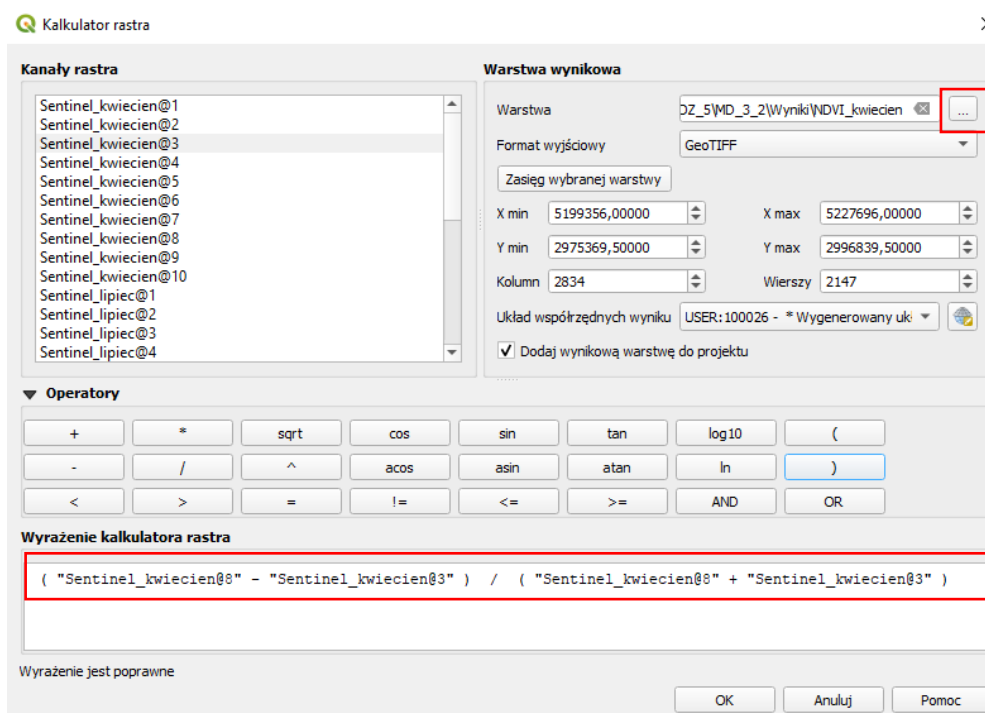 Kalkulator rastra
Kanały rastra
Sentinel_kwiecien@1
Sentinel_kwiecien@2
Sentinel_kwiecien@3
Sentinel_kwiecien@4
Sentinel_kwiecien@5
Sentinel_kwiecien@6
Sentinel_kwiecien@7
Sentinel_kwiecien@8
Sentinel_kwiecien@9
Sentinel_kwiecien@10
Sentinel_lipiec@1
Sentinel_lipiec@2
Sentinel_lipiec@3
Sentinel_lipiec@4
Warstwa wynikowa
Warstwa DZ_5\MD_3_2\Wyniki\NDVI_kwiecien ...
Format wyjściowy GeoTIFF
Zasięg wybranej warstwy
X min 5199356,00000 X max 5227696,00000
Y min 2975369,50000 Y max 2996839,50000
Kolumn 2834 Wierszy 2147
Układ współrzędnych wyniku USER:100026 - * Wygenerowany uk
Dodaj wynikową warstwę do projektu
Operatory
+ * sqrt cos sin tan log10 (
- / ^ acos asin atan ln )
< > = != <= >= AND OR
Wyrażenie kalkulatora rastra
( "Sentinel_kwiecien@8" - "Sentinel_kwiecien@3" ) / ( "Sentinel_kwiecien@8" + "Sentinel_kwiecien@3" )
Wyrażenie jest poprawne
OK Anuluj Pomoc